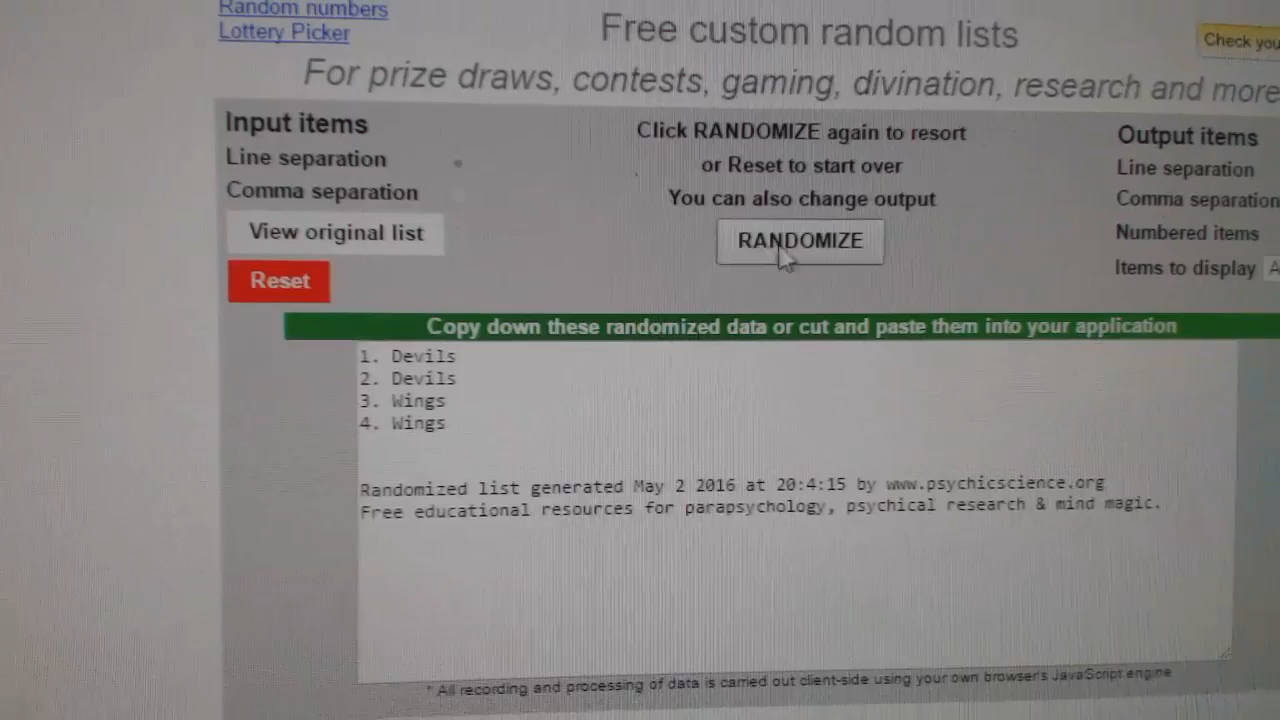 Random numbers
Lottery Picker
Free custom random lists
Check you
For prize draws, contests, gaming, divination, research and more
Input items
Line separation
Comma separation
View original list
Reset
Click RANDOMIZE again to resort
or Reset to start over
You can also change output
RANDOMIZE
Output items
Line separation
Comma separation
Numbered items
Items to display A
Copy down these randomized data or cut and paste them into your application
1. Devils
2. Devils
3. Wings
4. Wings
Randomized list generated May 2 2016 at 20:4:15 by www.psychicscience.org
Free educational resources for parapsychology, psychical research & mind magic.
* All recording and processing of data is carried out client-side using your own browser's JavaScript engine